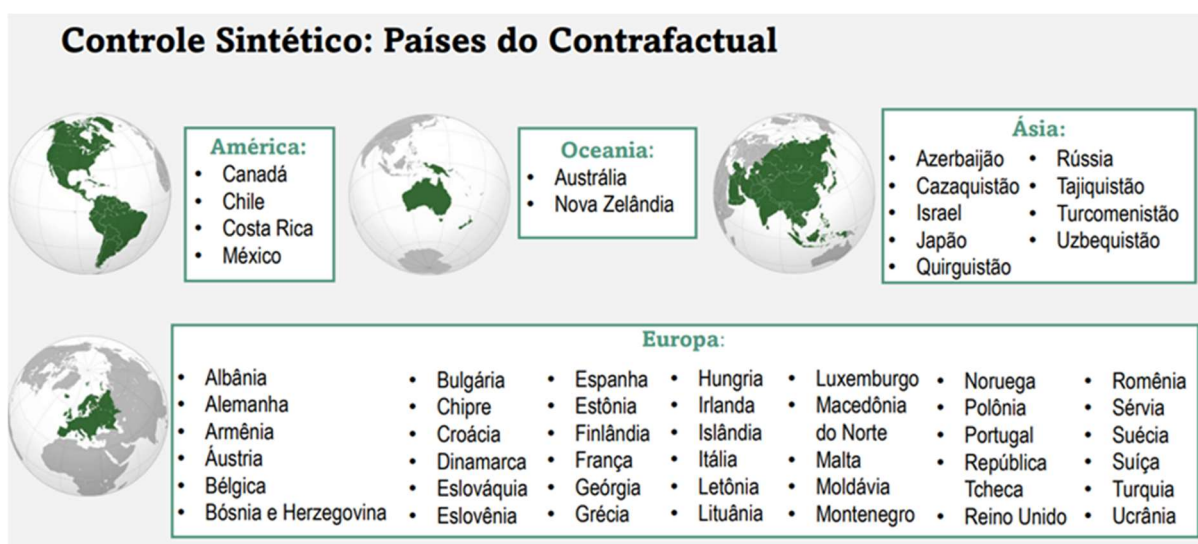 Controle Sintético: Países do Contrafactual
América:
• Canadá
• Chile
• Costa Rica
• México
Oceania:
• Austrália
• Nova Zelândia
Ásia:
• Azerbaijão
• Cazaquistão
• Israel
• Japão
• Quirguistão
• Rússia
• Tajiquistão
• Turcomenistão
• Uzbequistão
Europa:
• Albânia
• Alemanha
• Armênia
• Áustria
• Bélgica
• Bósnia e Herzegovina
• Bulgária
• Chipre
• Croácia
• Dinamarca
• Eslováquia
• Eslovênia
• Espanha
• Estônia
• Finlândia
• França
• Geórgia
• Grécia
• Hungria
• Irlanda
• Islândia
• Itália
• Letônia
• Lituânia
• Luxemburgo
• Macedônia
do Norte
• Malta
• Moldávia
• Montenegro
• Noruega
• Polônia
• Portugal
• República
Tcheca
• Reino Unido
• Romênia
• Sérvia
• Suécia
• Suíça
• Turquia
• Ucrânia